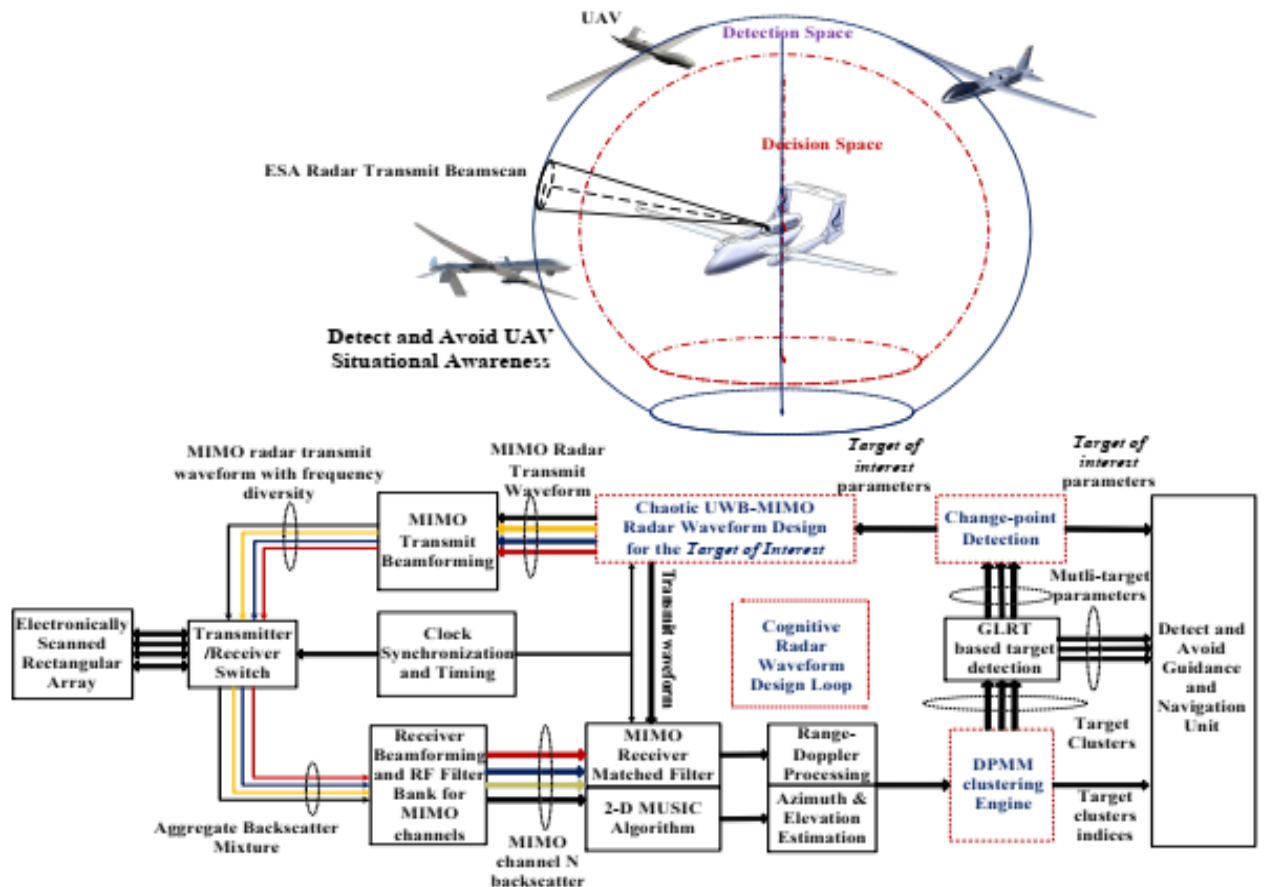 UAV
Detection Space
Decision Space
ESA Radar Transmit Beamscan
Detect and Avoid UAV
Situational Awareness
MIMO radar transmit
waveform with frequency
diversity
MIMO Radar
Transmit
Waveform
Target of
interest
parameters
Target of
interest
parameters
MIMO
Transmit
Beamforming
Chaotic UWB-MIMO
Radar Waveform Design
for the Target of Interest
Change-point
Detection
Mutli-target
parameters
Transmit waveform
Electronically
Scanned
Rectangular
Array
Transmitter
/Receiver
Switch
Clock
Synchronization
and Timing
Cognitive
Radar
Waveform
Design Loop
GLRT
based target
detection
Detect and
Avoid
Guidance
and
Navigation
Unit
Receiver
Beamforming
and RF Filter
Bank for
MIMO
channels
MIMO
Receiver
Matched Filter
2-D MUSIC
Algorithm
Range-
Doppler
Processing
Azimuth &
Elevation
Estimation
DPMM
clustering
Engine
Target
Clusters
Target
clusters
indices
Aggregate Backscatter
Mixture
MIMO
channel N
backscatter